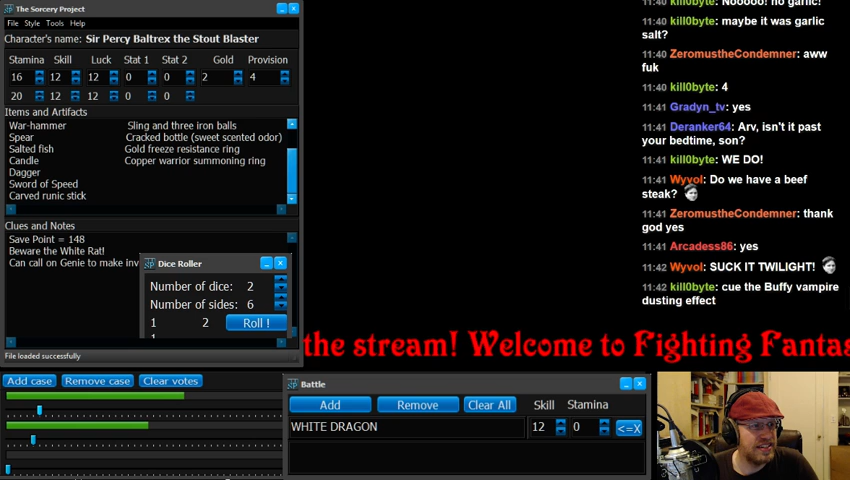 The Sorcery Project
File Style Tools Help
Character's name: Sir Percy Baltrex the Stout Blaster
Stamina Skill Luck Stat 1 Stat 2 Gold Provision
16 12 12 0 0 2 4
20 12 12 0 0
Items and Artifacts
War-hammer Sling and three iron balls
Spear Cracked bottle (sweet scented odor)
Salted fish Gold freeze resistance ring
Candle Copper warrior summoning ring
Dagger
Sword of Speed
Carved runic stick
Clues and Notes
Save Point = 148
Beware the White Rat!
Can call on Genie to make inv
Dice Roller
Number of dice: 2
Number of sides: 6
1 2 Roll !
File loaded successfully
Add case Remove case Clear votes
Battle
Add Remove Clear All Skill Stamina
WHITE DRAGON 12 0 <=X
the stream! Welcome to Fighting Fantas
11:40 kill0byte: Nooooo! no garlic!
11:40 kill0byte: maybe it was garlic
salt?
11:40 ZeromustheCondemner: aww
fuk
11:40 kill0byte: 4
11:41 Gradyn_tv: yes
11:41 Deranker64: Arv, isn't it past
your bedtime, son?
11:41 kill0byte: WE DO!
11:41 Wyvol: Do we have a beef
steak?
11:41 ZeromustheCondemner: thank
god yes
11:41 Arcadess86: yes
11:42 Wyvol: SUCK IT TWILIGHT!
11:42 kill0byte: cue the Buffy vampire
dusting effect